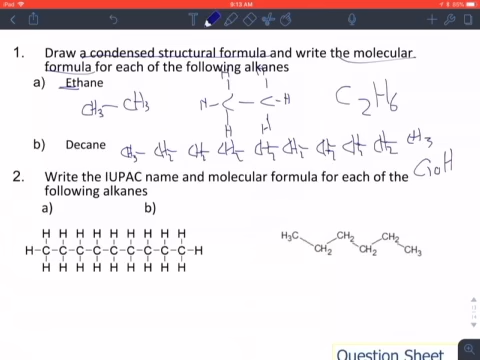 iPad 9:13 AM
1. Draw a condensed structural formula and write the molecular
formula for each of the following alkanes
a) Ethane
CH3 – CH3
H H
H – C – C – H
H H
C2H6
b) Decane CH3 – CH2 CH2 CH2 CH2 CH2 CH2 CH2 CH2 CH3
C10H
2. Write the IUPAC name and molecular formula for each of the
following alkanes
a) b)
H H H H H H H H H
H-C-C-C-C-C-C-C-C-C-H
H H H H H H H H H
H3C CH2 CH2
CH2 CH2 CH3
Question Sheet